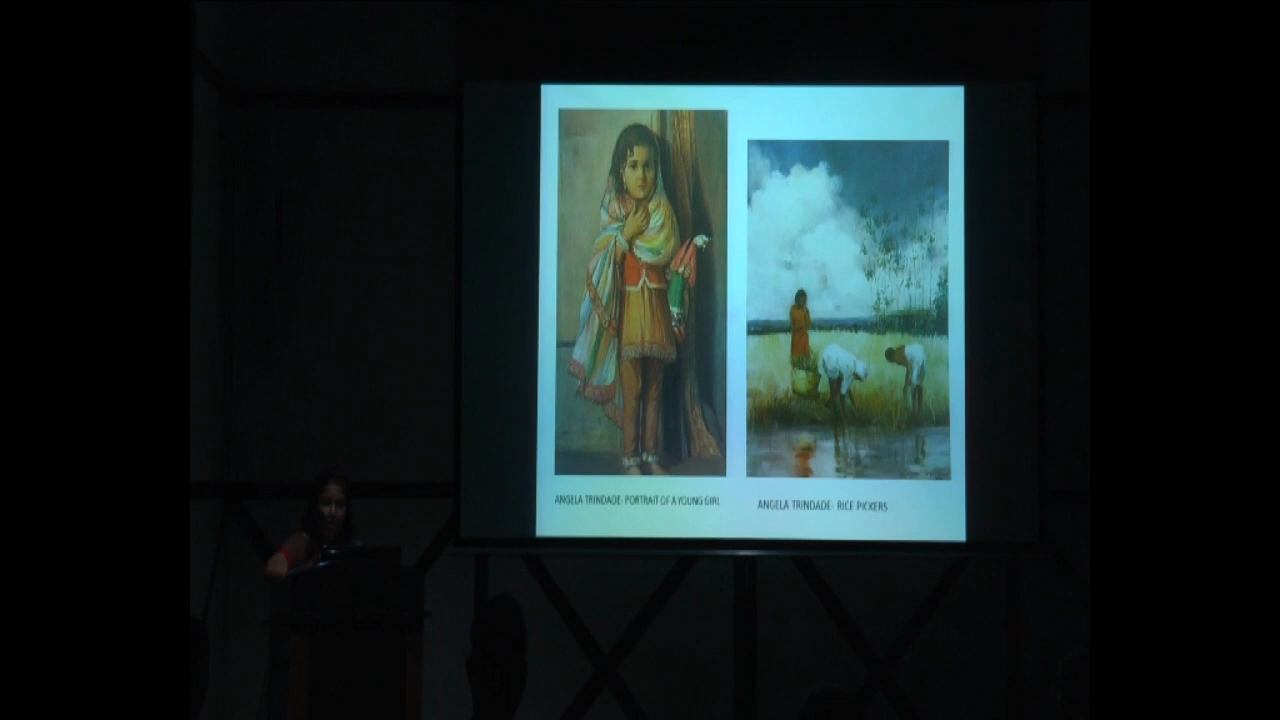 ANGELA TRINDADE- PORTRAIT OF A YOUNG GIRL
ANGELA TRINDADE- RICE PICKERS